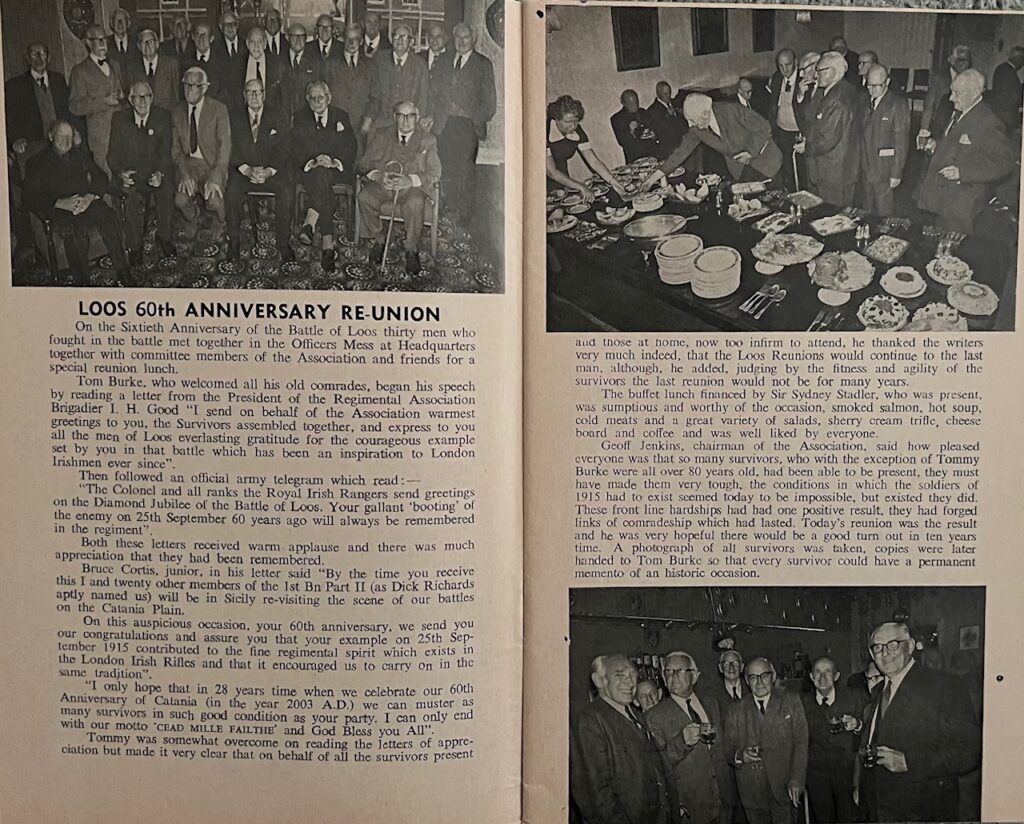 LOOS 60th ANNIVERSARY RE-UNION
On the Sixtieth Anniversary of the Battle of Loos thirty men who
fought in the battle met together in the Officers Mess at Headquarters
together with committee members of the Association and friends for a
special reunion lunch.
Tom Burke, who welcomed all his old comrades, began his speech
by reading a letter from the President of the Regimental Association
Brigadier I. H. Good "I send on behalf of the Association warmest
greetings to you, the Survivors assembled together, and express to you
all the men of Loos everlasting gratitude for the courageous example
set by you in that battle which has been an inspiration to London
Irishmen ever since".
Then followed an official army telegram which read:—
"The Colonel and all ranks the Royal Irish Rangers send greetings
on the Diamond Jubilee of the Battle of Loos. Your gallant 'booting' of
the enemy on 25th September 60 years ago will always be remembered
in the regiment".
Both these letters received warm applause and there was much
appreciation that they had been remembered.
Bruce Cortis, junior, in his letter said "By the time you receive
this I and twenty other members of the 1st Bn Part II (as Dick Richards
aptly named us) will be in Sicily re-visiting the scene of our battles
on the Catania Plain.
On this auspicious occasion, your 60th anniversary, we send you
our congratulations and assure you that your example on 25th Sep-
tember 1915 contributed to the fine regimental spirit which exists in
the London Irish Rifles and that it encouraged us to carry on in the
same tradition".
"I only hope that in 28 years time when we celebrate our 60th
Anniversary of Catania (in the year 2003 A.D.) we can muster as
many survivors in such good condition as your party. I can only end
with our motto 'CEAD MILLE FAILTHE' and God Bless you All".
Tommy was somewhat overcome on reading the letters of appre-
ciation but made it very clear that on behalf of all the survivors present
and those at home, now too infirm to attend, he thanked the writers
very much indeed, that the Loos Reunions would continue to the last
man, although, he added, judging by the fitness and agility of the
survivors the last reunion would not be for many years.
The buffet lunch financed by Sir Sydney Stadler, who was present,
was sumptious and worthy of the occasion, smoked salmon, hot soup,
cold meats and a great variety of salads, sherry cream trifle, cheese
board and coffee and was well liked by everyone.
Geoff Jenkins, chairman of the Association, said how pleased
everyone was that so many survivors, who with the exception of Tommy
Burke were all over 80 years old, had been able to be present, they must
have made them very tough, the conditions in which the soldiers of
1915 had to exist seemed today to be impossible, but existed they did.
These front line hardships had had one positive result, they had forged
links of comradeship which had lasted. Today's reunion was the result
and he was very hopeful there would be a good turn out in ten years
time. A photograph of all survivors was taken, copies were later
handed to Tom Burke so that every survivor could have a permanent
memento of an historic occasion.